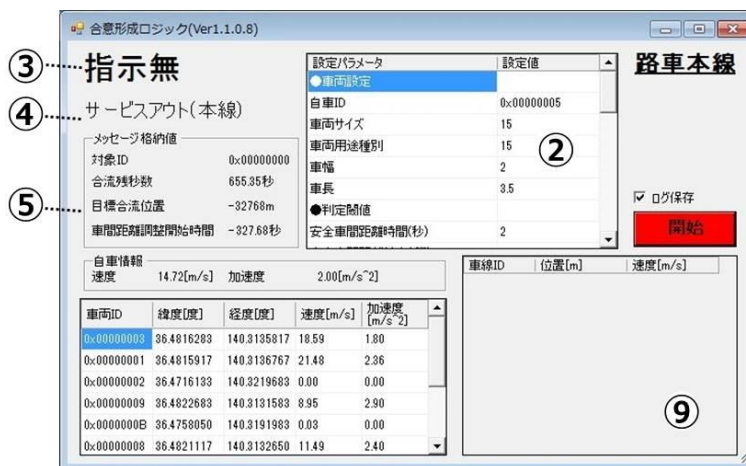 合意形成ロジック(Ver1.1.0.8)
③ 指示無
路車本線
④ サービスアウト(本線)
設定パラメータ 設定値
●車両設定
自車ID 0x00000005
車両サイズ 15
車両用途種別 15
②
車幅 2
車長 3.5
●判定閾値
安全車間距離時間(秒) 2
メッセージ格納値
対象ID 0x00000000
合流残秒数 655.35秒
⑤ 目標合流位置 -32768m
車間距離調整開始時間 -327.68秒
ログ保存
開始
自車情報
速度 14.72[m/s] 加速度 2.00[m/s^2]
車両ID 緯度[度] 経度[度] 速度[m/s] 加速度[m/s^2]
0x00000003 36.4816283 140.3135817 18.59 1.80
0x00000001 36.4815917 140.3136767 21.48 2.36
0x00000002 36.4716133 140.3219683 0.00 0.00
0x00000009 36.4822683 140.3131583 8.95 2.90
0x0000000B 36.4758050 140.3191983 0.03 0.00
0x00000008 36.4821117 140.3132650 11.49 2.40
車線ID 位置[m] 速度[m/s]
⑨